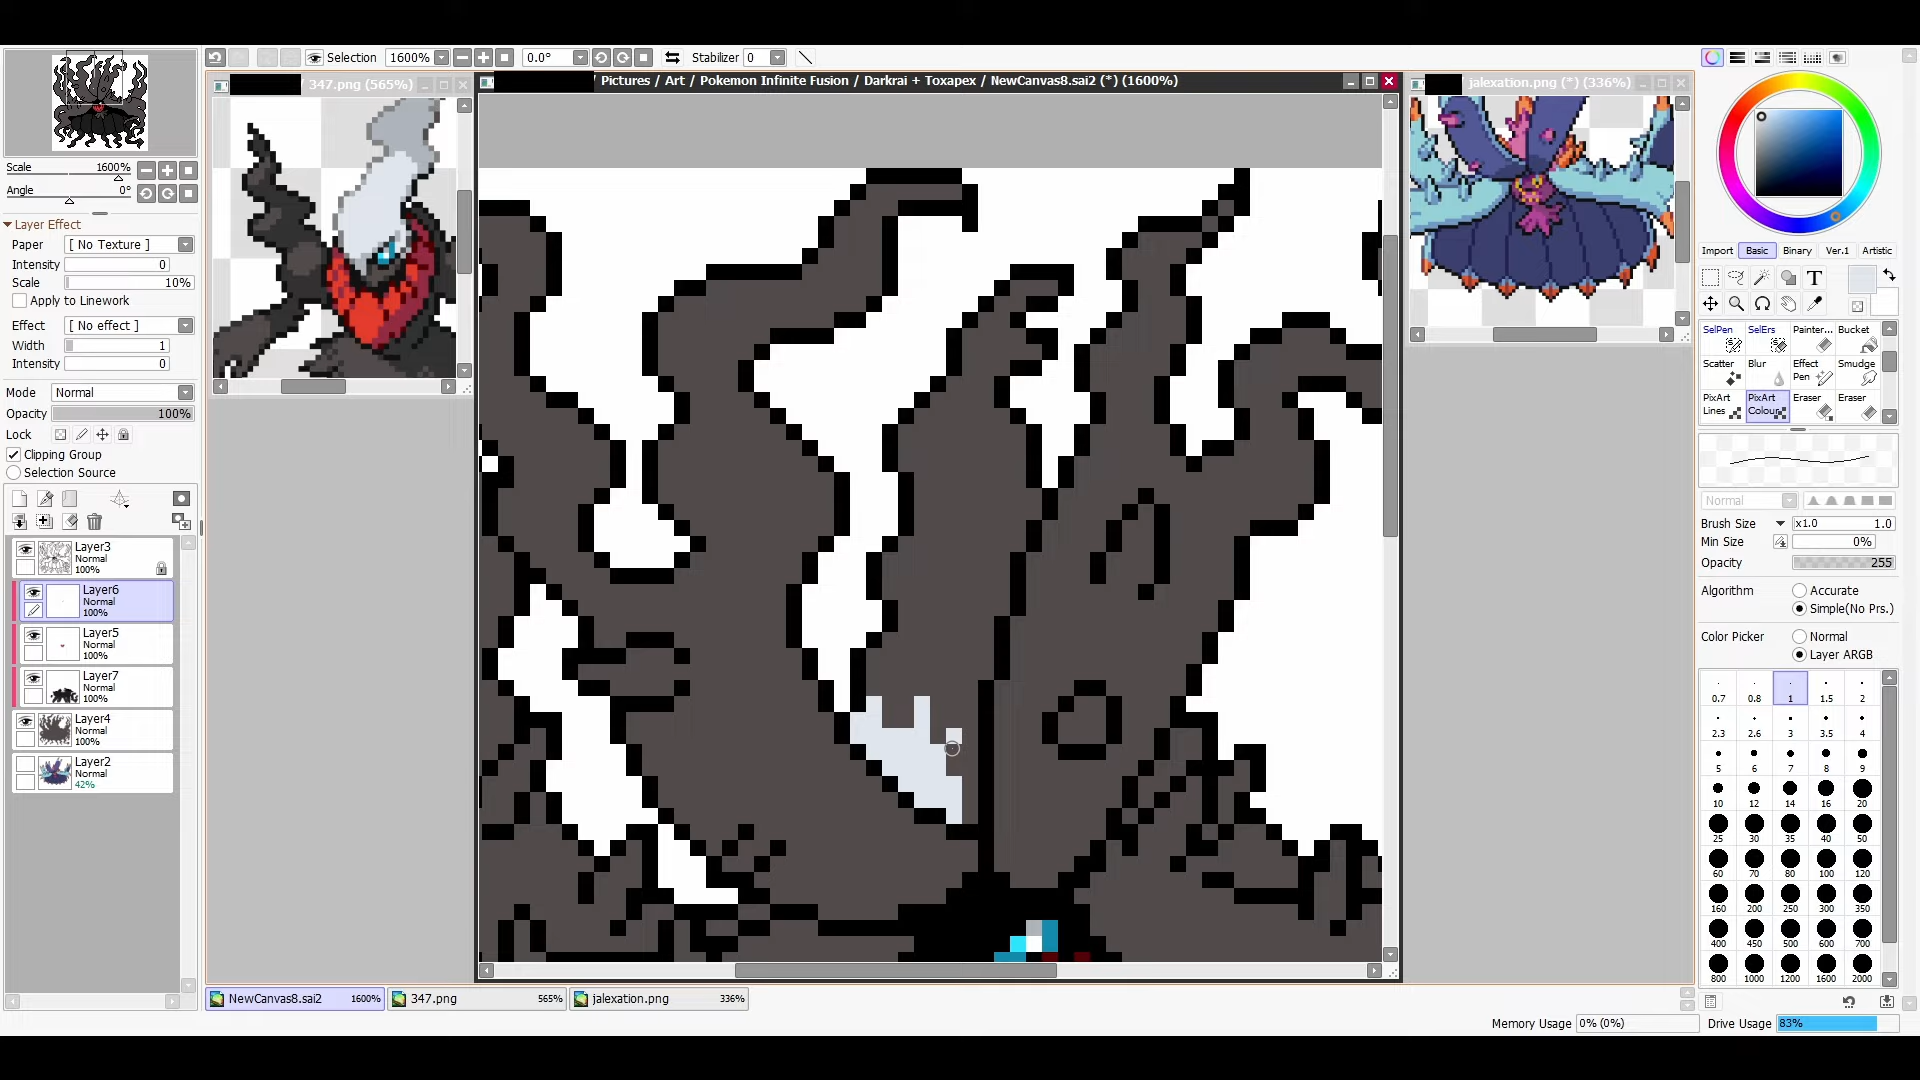 Selection
1600%
0.0°
Stabilizer 0
347.png (565%)
Pictures / Art / Pokemon Infinite Fusion / Darkrai + Toxapex / NewCanvas8.sai2 (*) (1600%)
jalexation.png (*) (336%)
Scale 1600%
Angle 0°
Layer Effect
Paper [ No Texture ]
Intensity 0
Scale 10%
Apply to Linework
Effect [ No effect ]
Width 1
Intensity 0
Mode Normal
Opacity 100%
Lock
Clipping Group
Selection Source
Layer3
Normal
100%
Layer6
Normal
100%
Layer5
Normal
100%
Layer7
Normal
100%
Layer4
Normal
100%
Layer2
Normal
42%
Import Basic Binary Ver.1 Artistic
T
SelPen SelErs Painter... Bucket
Scatter Blur Effect Pen Smudge
PixArt Lines PixArt Colour Eraser Eraser
Normal
Brush Size x1.0 1.0
Min Size 0%
Opacity 255
Algorithm Accurate
Simple(No Prs.)
Color Picker Normal
Layer ARGB
0.7 0.8 1 1.5 2
2.3 2.6 3 3.5 4
5 6 7 8 9
10 12 14 16 20
25 30 35 40 50
60 70 80 100 120
160 200 250 300 350
400 450 500 600 700
800 1000 1200 1600 2000
NewCanvas8.sai2 1600%
347.png 565%
jalexation.png 336%
Memory Usage 0% (0%)
Drive Usage 83%